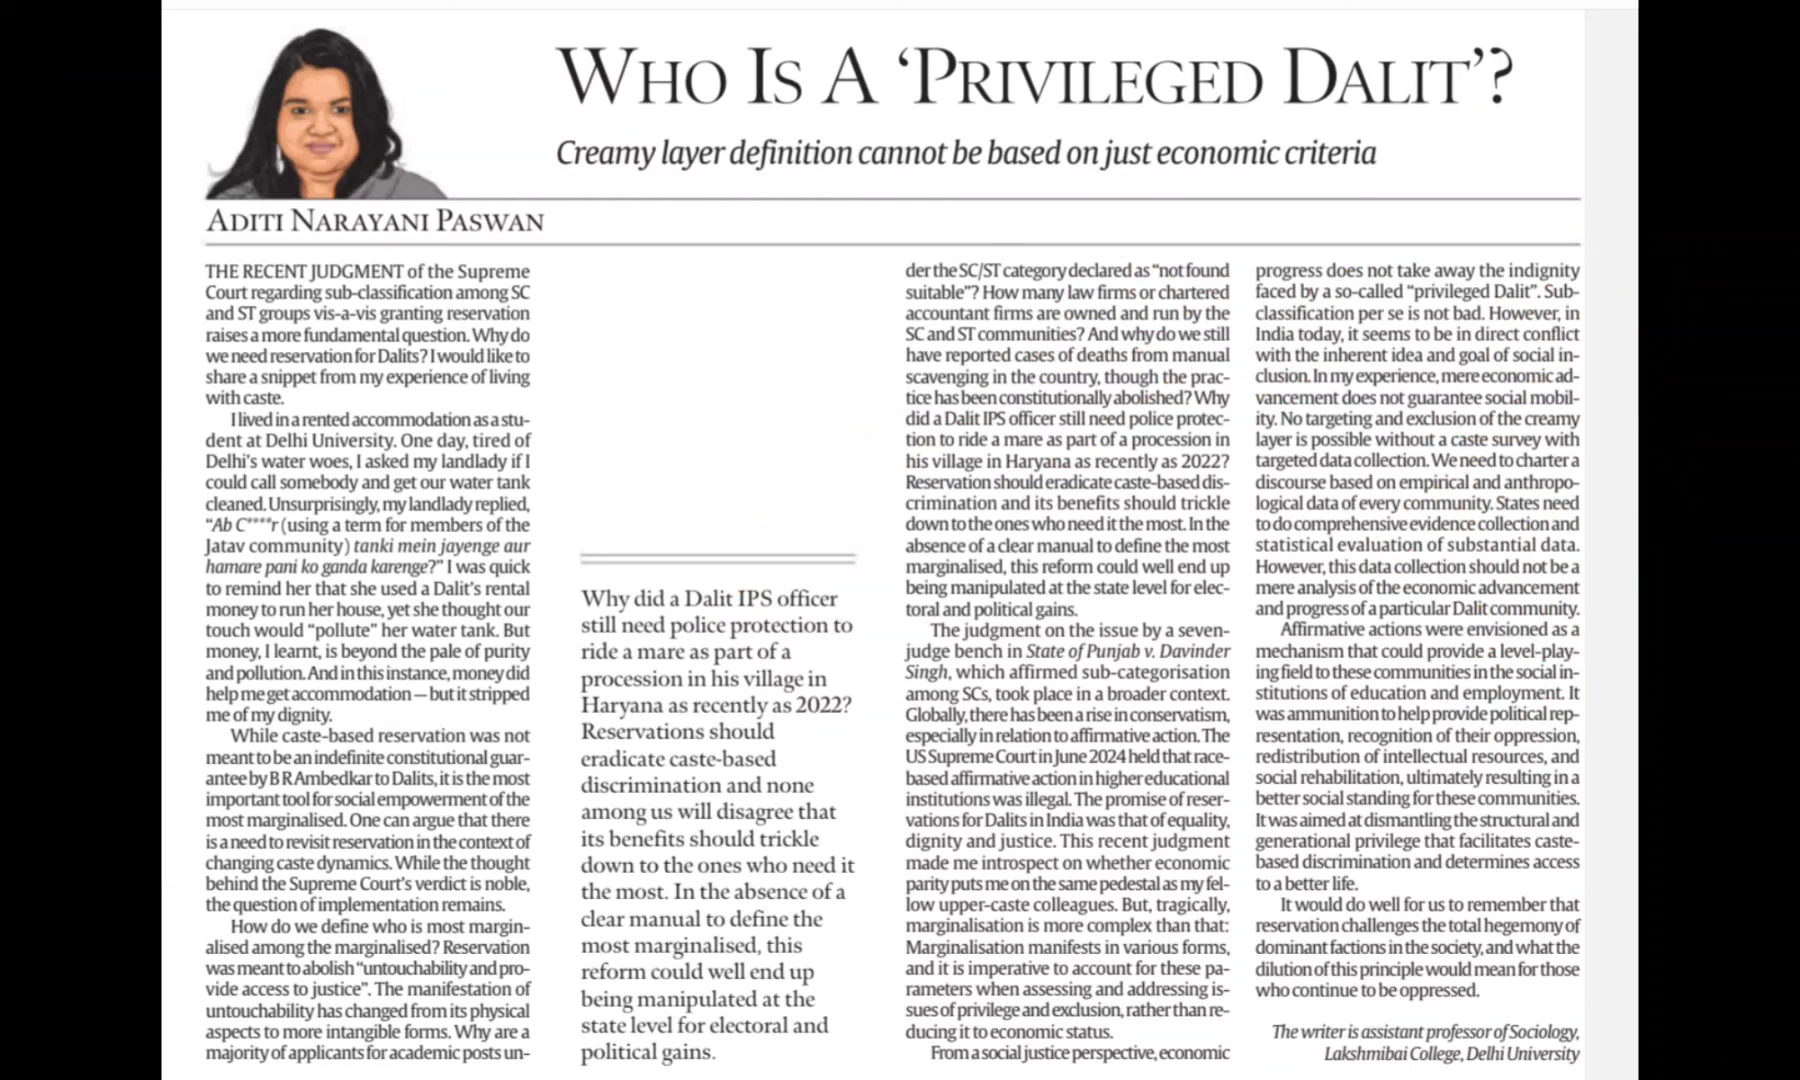 WHO IS A ‘PRIVILEGED DALIT’?
Creamy layer definition cannot be based on just economic criteria
ADITI NARAYANI PASWAN
THE RECENT JUDGMENT of the Supreme
Court regarding sub-classification among SC
and ST groups vis-a-vis granting reservation
raises a more fundamental question. Why do
we need reservation for Dalits? I would like to
share a snippet from my experience of living
with caste.
I lived in a rented accommodation as a stu-
dent at Delhi University. One day, tired of
Delhi's water woes, I asked my landlady if I
could call somebody and get our water tank
cleaned. Unsurprisingly, my landlady replied,
“Ab C****r (using a term for members of the
Jatav community) tanki mein jayenge aur
hamare pani ko ganda karenge?” I was quick
to remind her that she used a Dalit's rental
money to run her house, yet she thought our
touch would “pollute” her water tank. But
money, I learnt, is beyond the pale of purity
and pollution. And in this instance, money did
help me get accommodation — but it stripped
me of my dignity.
While caste-based reservation was not
meant to be an indefinite constitutional guar-
antee by B R Ambedkar to Dalits, it is the most
important tool for social empowerment of the
most marginalised. One can argue that there
is a need to revisit reservation in the context of
changing caste dynamics. While the thought
behind the Supreme Court's verdict is noble,
the question of implementation remains.
How do we define who is most margin-
alised among the marginalised? Reservation
was meant to abolish “untouchability and pro-
vide access to justice”. The manifestation of
untouchability has changed from its physical
aspects to more intangible forms. Why are a
majority of applicants for academic posts un-
Why did a Dalit IPS officer
still need police protection to
ride a mare as part of a
procession in his village in
Haryana as recently as 2022?
Reservations should
eradicate caste-based
discrimination and none
among us will disagree that
its benefits should trickle
down to the ones who need it
the most. In the absence of a
clear manual to define the
most marginalised, this
reform could well end up
being manipulated at the
state level for electoral and
political gains.
der the SC/ST category declared as “not found
suitable”? How many law firms or chartered
accountant firms are owned and run by the
SC and ST communities? And why do we still
have reported cases of deaths from manual
scavenging in the country, though the prac-
tice has been constitutionally abolished? Why
did a Dalit IPS officer still need police protec-
tion to ride a mare as part of a procession in
his village in Haryana as recently as 2022?
Reservation should eradicate caste-based dis-
crimination and its benefits should trickle
down to the ones who need it the most. In the
absence of a clear manual to define the most
marginalised, this reform could well end up
being manipulated at the state level for elec-
toral and political gains.
The judgment on the issue by a seven-
judge bench in State of Punjab v. Davinder
Singh, which affirmed sub-categorisation
among SCs, took place in a broader context.
Globally, there has been a rise in conservatism,
especially in relation to affirmative action. The
US Supreme Court in June 2024 held that race-
based affirmative action in higher educational
institutions was illegal. The promise of reser-
vations for Dalits in India was that of equality,
dignity and justice. This recent judgment
made me introspect on whether economic
parity puts me on the same pedestal as my fel-
low upper-caste colleagues. But, tragically,
marginalisation is more complex than that:
Marginalisation manifests in various forms,
and it is imperative to account for these pa-
rameters when assessing and addressing is-
sues of privilege and exclusion, rather than re-
ducing it to economic status.
From a social justice perspective, economic
progress does not take away the indignity
faced by a so-called “privileged Dalit”. Sub-
classification per se is not bad. However, in
India today, it seems to be in direct conflict
with the inherent idea and goal of social in-
clusion. In my experience, mere economic ad-
vancement does not guarantee social mobil-
ity. No targeting and exclusion of the creamy
layer is possible without a caste survey with
targeted data collection. We need to charter a
discourse based on empirical and anthropo-
logical data of every community. States need
to do comprehensive evidence collection and
statistical evaluation of substantial data.
However, this data collection should not be a
mere analysis of the economic advancement
and progress of a particular Dalit community.
Affirmative actions were envisioned as a
mechanism that could provide a level-play-
ing field to these communities in the social in-
stitutions of education and employment. It
was ammunition to help provide political rep-
resentation, recognition of their oppression,
redistribution of intellectual resources, and
social rehabilitation, ultimately resulting in a
better social standing for these communities.
It was aimed at dismantling the structural and
generational privilege that facilitates caste-
based discrimination and determines access
to a better life.
It would do well for us to remember that
reservation challenges the total hegemony of
dominant factions in the society, and what the
dilution of this principle would mean for those
who continue to be oppressed.
The writer is assistant professor of Sociology,
Lakshmibai College, Delhi University